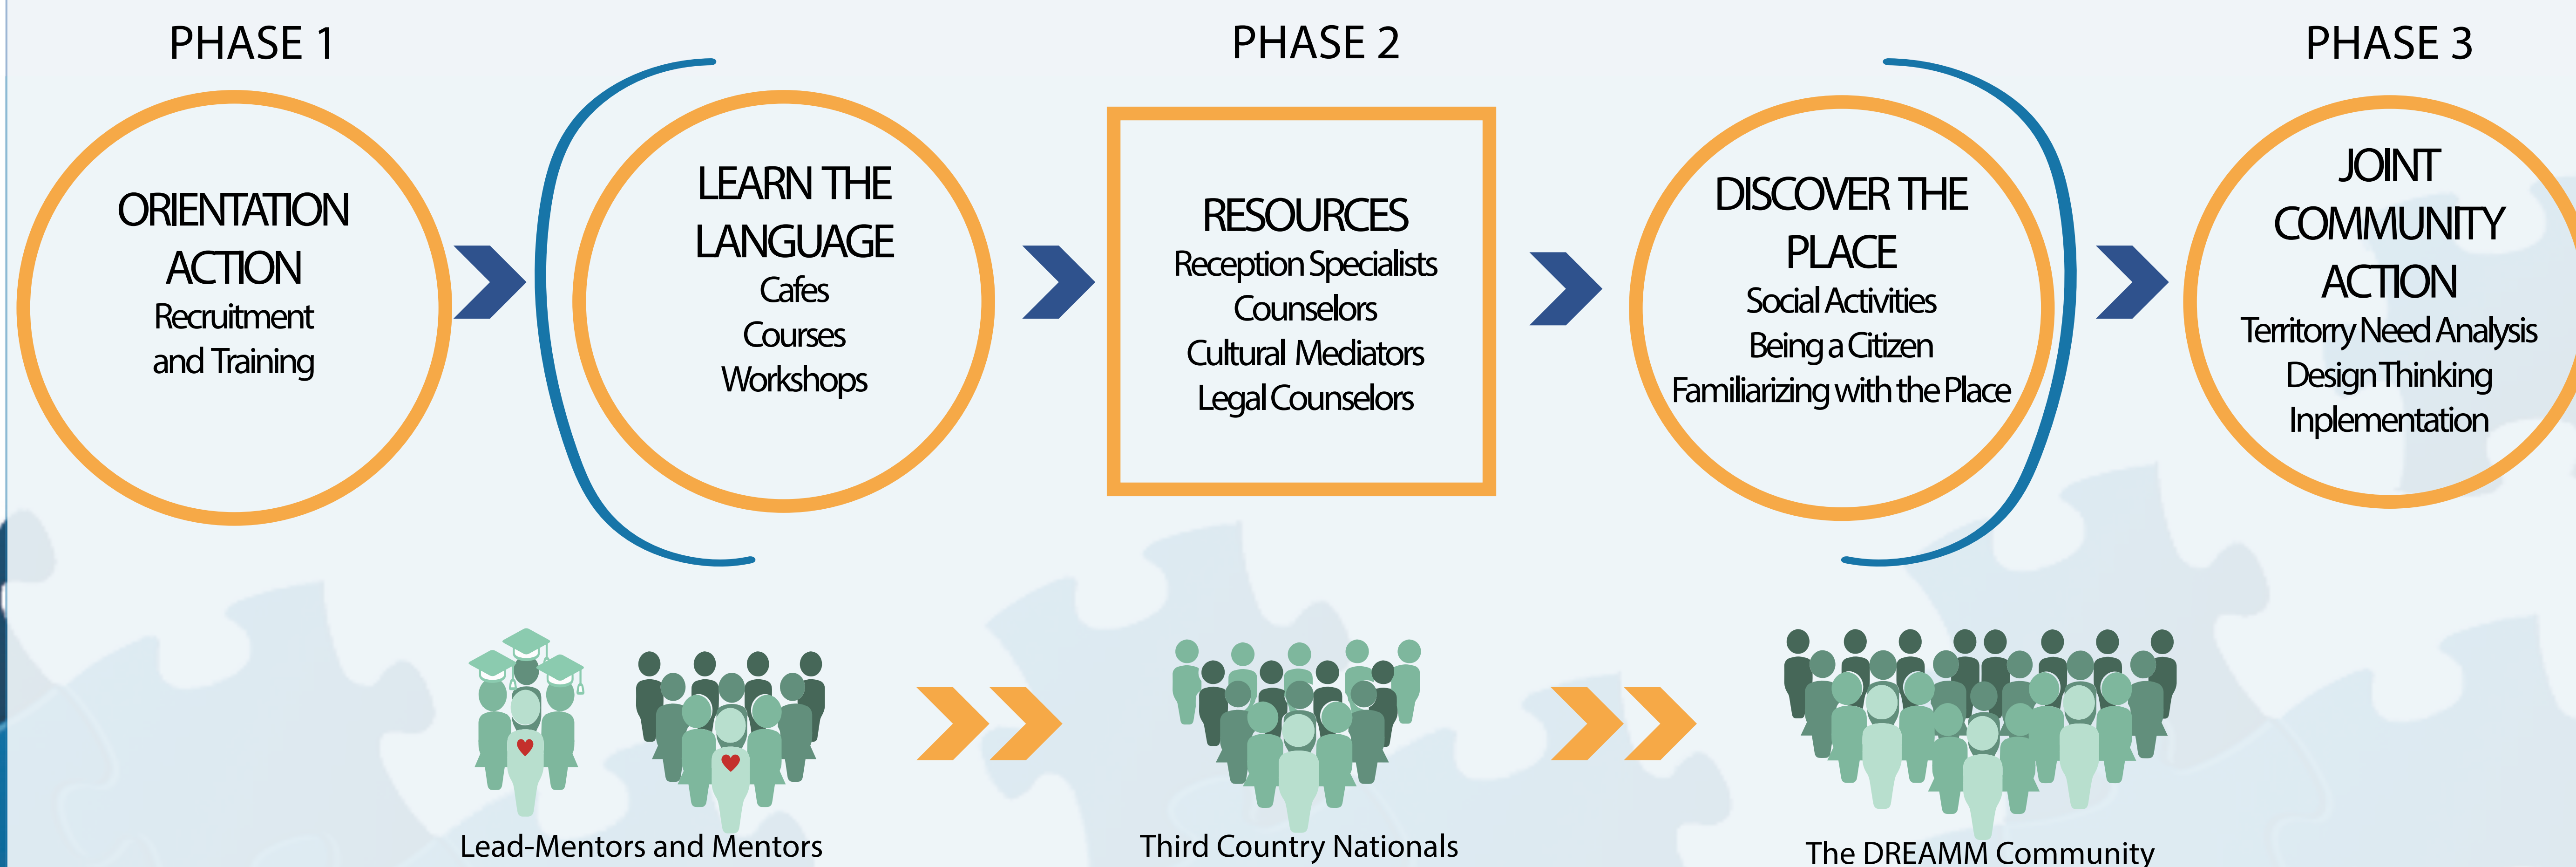 PHASE 1
PHASE 2
PHASE 3
ORIENTATION
ACTION
Recruitment
and Training
LEARN THE
LANGUAGE
Cafes
Courses
Workshops
RESOURCES
Reception Specialists
Counselors
Cultural Mediators
Legal Counselors
DISCOVER THE
PLACE
Social Activities
Being a Citizen
Familiarizing with the Place
JOINT
COMMUNITY
ACTION
Territorry Need Analysis
Design Thinking
Inplementation
Lead-Mentors and Mentors
Third Country Nationals
The DREAMM Community